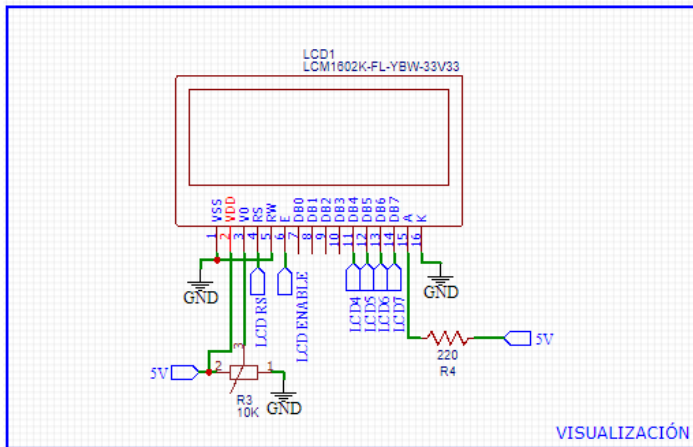 LCD1
LCM1602K-FL-YBW-33V33
VSS VDD V0 RS RW E DB0 DB1 DB2 DB3 DB4 DB5 DB6 DB7 A K
1 2 3 4 5 6 7 8 9 10 11 12 13 14 15 16
GND
LCD RS
LCD ENABLE
LCD4
LCD5
LCD6
LCD7
GND
5V
220
R4
3
5V
2
1
R3
10K
GND
VISUALIZACIÓN